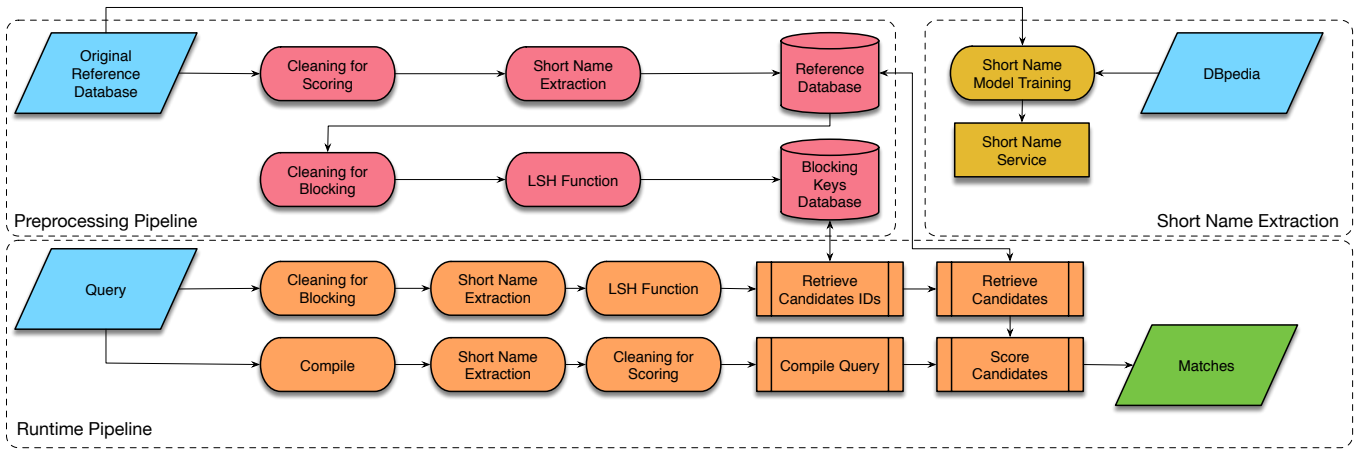 Original
Reference
Database
Cleaning for
Scoring
Short Name
Extraction
Reference
Database
Cleaning for
Blocking
LSH Function
Blocking
Keys
Database
Preprocessing Pipeline
Short Name
Model Training
DBpedia
Short Name
Service
Short Name Extraction
Query
Cleaning for
Blocking
Short Name
Extraction
LSH Function
Retrieve
Candidates IDs
Retrieve
Candidates
Compile
Short Name
Extraction
Cleaning for
Scoring
Compile Query
Score
Candidates
Matches
Runtime Pipeline